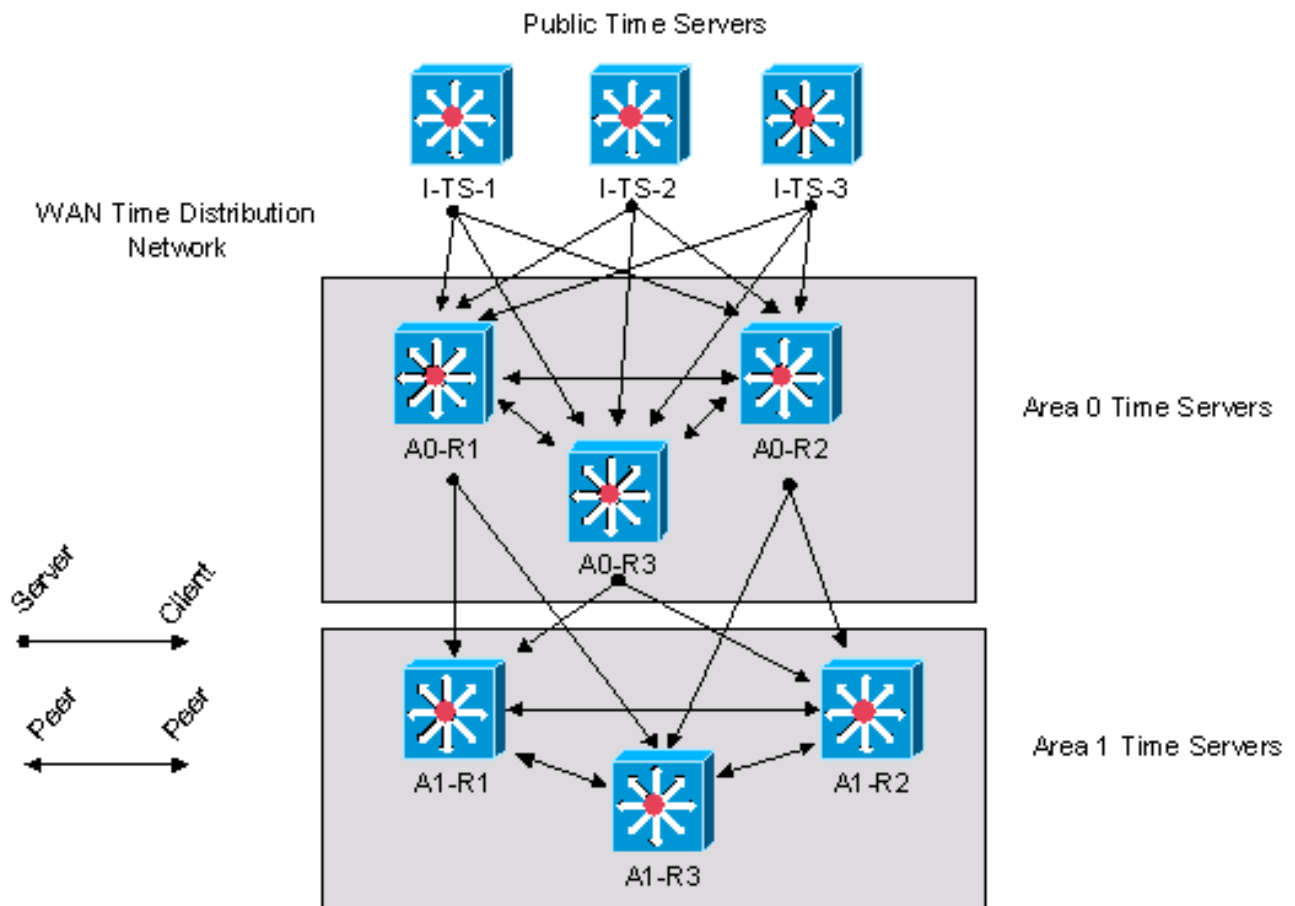 Public Time Servers
I-TS-1
I-TS-2
I-TS-3
WAN Time Distribution
Network
A0-R1
A0-R2
A0-R3
Area 0 Time Servers
Server
Client
Peer
Peer
A1-R1
A1-R2
A1-R3
Area 1 Time Servers